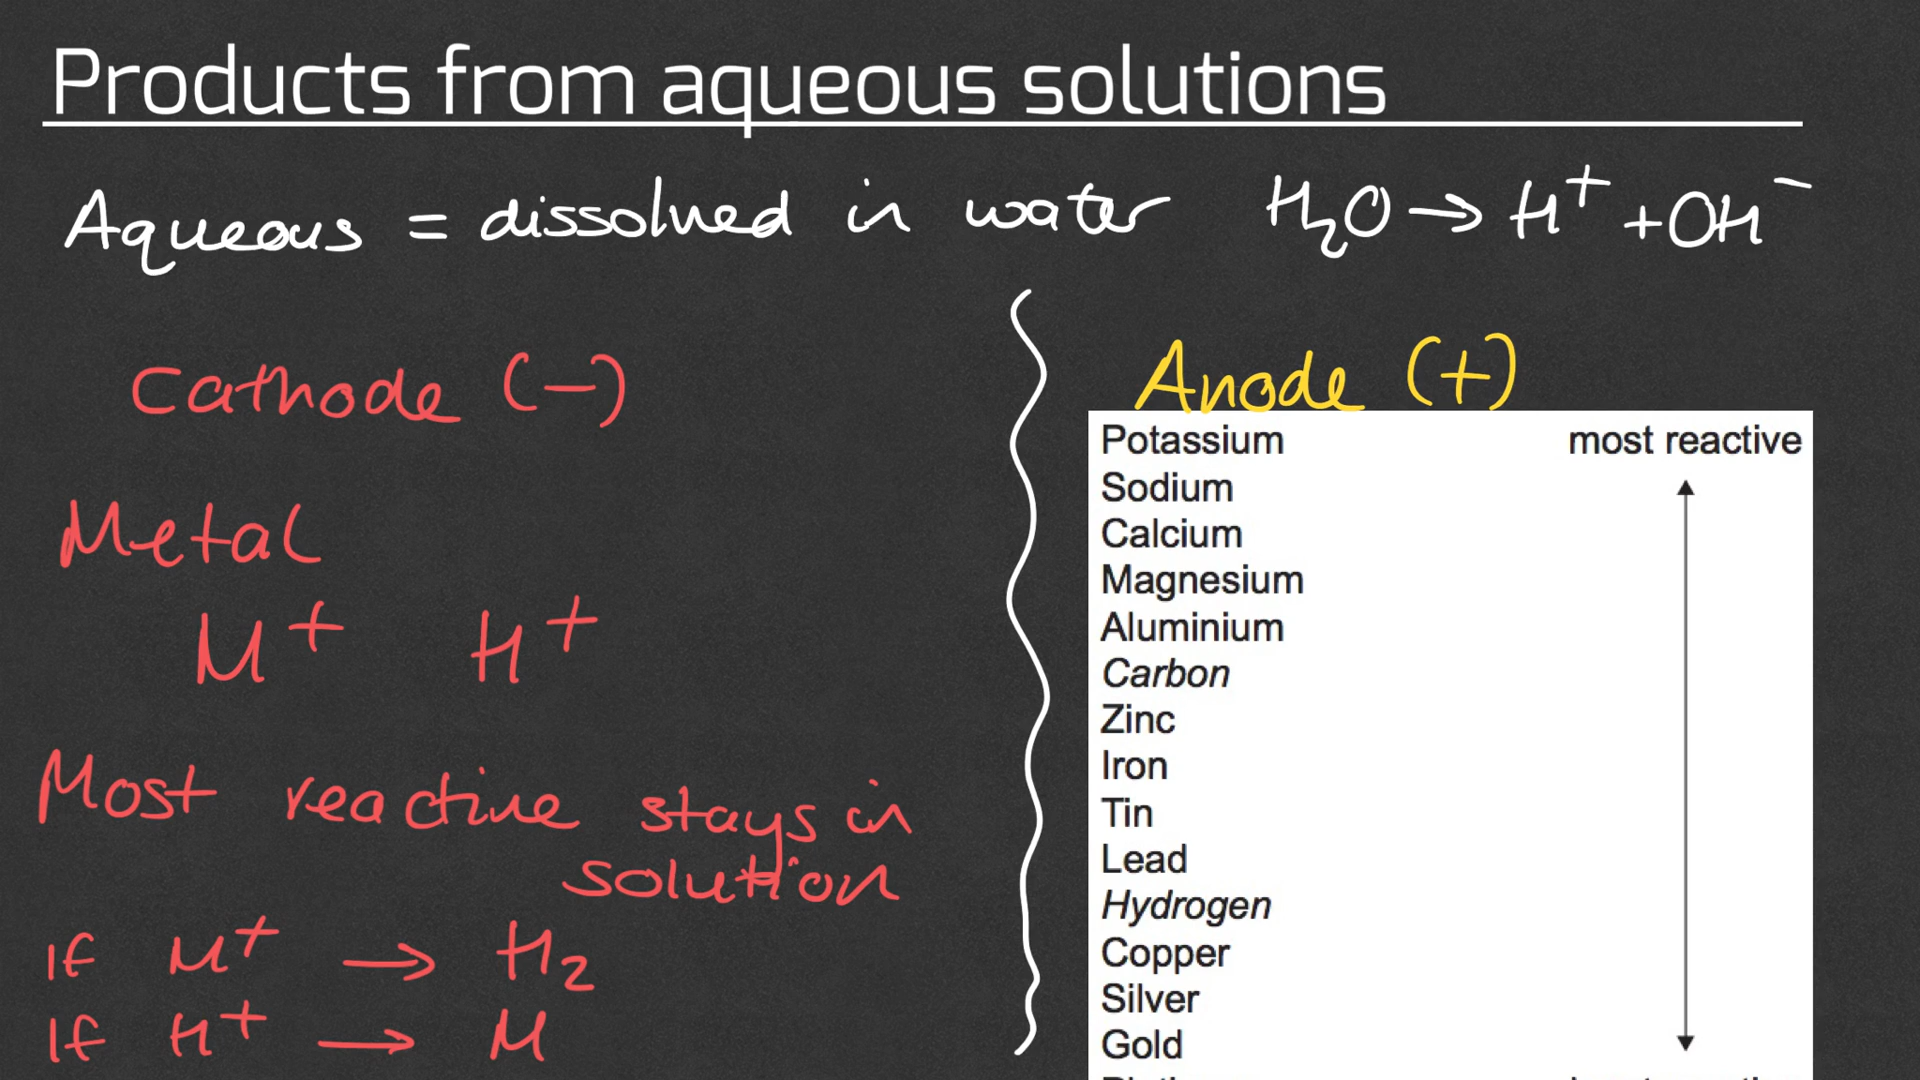 Products from aqueous solutions
Aqueous = dissolved in water H₂O → H⁺ + OH⁻
Cathode (-)
Metal
M⁺ H⁺
Most reactive stays in
solution
If M⁺ → H₂
If H⁺ → M
Anode (+)
Potassium most reactive
Sodium
Calcium
Magnesium
Aluminium
Carbon
Zinc
Iron
Tin
Lead
Hydrogen
Copper
Silver
Gold